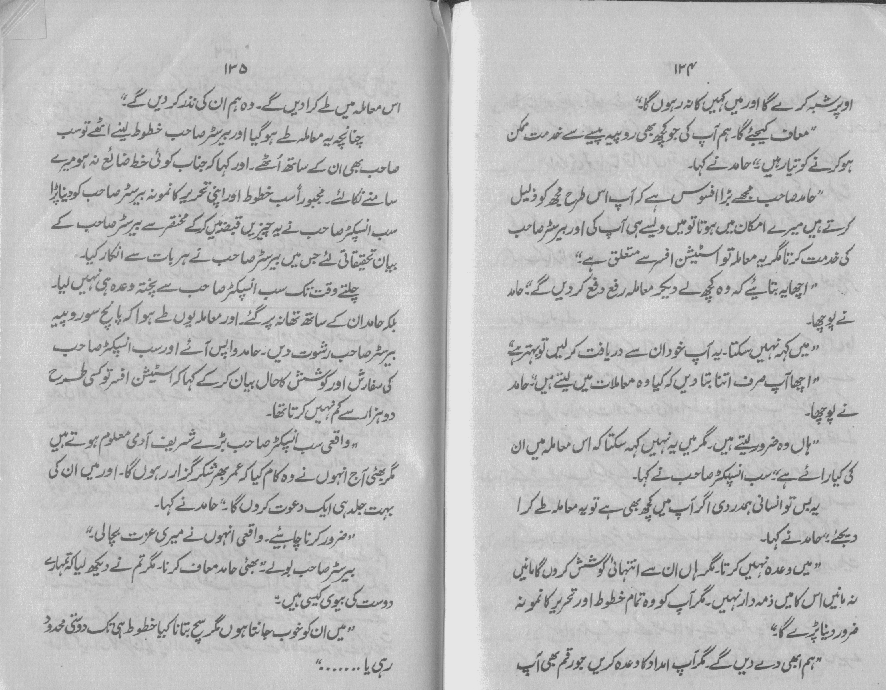 ۱۲۴
اوپر شبہ کرے گا اور میں کہیں کا نہ رہوں گا۔“
”معاف کیجئے گا۔ ہم آپ کی جو کچھ بھی روپیہ پیسے سے خدمت ممکن
ہو کرنے کو تیار ہیں“، حامد نے کہا۔
”حامد صاحب مجھے بڑا افسوس ہے کہ آپ اس طرح مجھ کو ذلیل
کرتے ہیں میرے امکان میں ہوتا تو میں ویسے ہی آپ کی اور بیرسٹر صاحب
کی خدمت کرتا مگر یہ معاملہ تو اسٹیشن افسر سے متعلق ہے“۔
”اچھا یہ بتائیے کہ وہ کچھ لے دیکر معاملہ رفع دفع کر دیں گے“، حامد
نے پوچھا۔
”میں کہہ نہیں سکتا۔ یہ آپ خود ان سے دریافت کر لیں تو بہتر ہے“
”اچھا آپ صرف اتنا بتا دیں کہ کیا وہ معاملات میں لیتے ہیں“، حامد
نے پوچھا۔
”ہاں وہ ضرور لیتے ہیں۔ مگر میں یہ نہیں کہہ سکتا کہ اس معاملہ میں ان
کی کیا رائے ہے“، سب انسپکٹر صاحب نے کہا۔
یہ بس تو انسانی ہمدردی اگر آپ میں کچھ بھی ہے تو یہ معاملہ طے کرا
دیجئے“، حامد نے کہا۔
”میں وعدہ نہیں کرتا۔ مگر ہاں ان سے انتہائی کوشش کروں گا مانیں
نہ مانیں اس کا میں ذمہ دار نہیں۔ مگر آپ کو وہ تمام خطوط اور تحریر کا نمونہ
ضرور دینا پڑے گا۔“
”ہم ابھی دے دیں گے۔ مگر آپ امداد کا وعدہ کریں جو رقم بھی آپ
۱۲۵
اس معاملہ میں طے کرا دیں گے۔ وہ ہم ان کی نذر کر دیں گے۔“
چنانچہ یہ معاملہ طے ہو گیا اور بیرسٹر صاحب خطوط لینے اٹھے تو سب
صاحب بھی ان کے ساتھ اٹھے۔ اور کہا کہ جناب کوئی خط ضائع نہ ہو میرے
سامنے نکالئے۔ مجبوراً سب خطوط اور اپنی تحریر کا نمونہ بیرسٹر صاحب کو دینا پڑا
سب انسپکٹر صاحب نے یہ چیزیں قبضہ میں کر کے مختصر سے بیرسٹر صاحب کے
بیان تحقیقاتی لئے جس میں بیرسٹر صاحب نے ہر بات سے انکار کیا۔
چلتے وقت تک سب انسپکٹر صاحب سے پختہ وعدہ ہی نہیں لیا۔
بلکہ حامد ان کے ساتھ تھانہ پر گئے۔ اور معاملہ یوں طے ہوا کہ پانچ سو روپیہ
بیرسٹر صاحب رشوت دیں۔ حامد واپس آئے اور سب انسپکٹر صاحب
کی سفارش اور کوشش کا حال بیان کر کے کہا کہ اسٹیشن افسر تو کسی طرح
دو ہزار سے کم نہیں کرتا تھا۔
”واقعی سب انسپکٹر صاحب بڑے شریف آدمی معلوم ہوتے ہیں
مگر بھئی آج انہوں نے وہ کام کیا کہ عمر بھر شکر گزار رہوں گا۔ اور میں ان کی
بہت جلد ہی ایک دعوت کروں گا“۔ حامد نے کہا۔
”ضرور کرنا چاہئیے۔ واقعی انہوں نے میری عزت بچا لی۔“
بیرسٹر صاحب بولے۔ ”بھئی حامد معاف کرنا۔ مگر تم نے دیکھ لیا کہ تمہارے
دوست کی بیوی کیسی ہیں۔“
”میں ان کو خوب جانتا ہوں مگر سچ بتانا کیا خطوط ہی تک دوستی محدود
رہی یا .......“